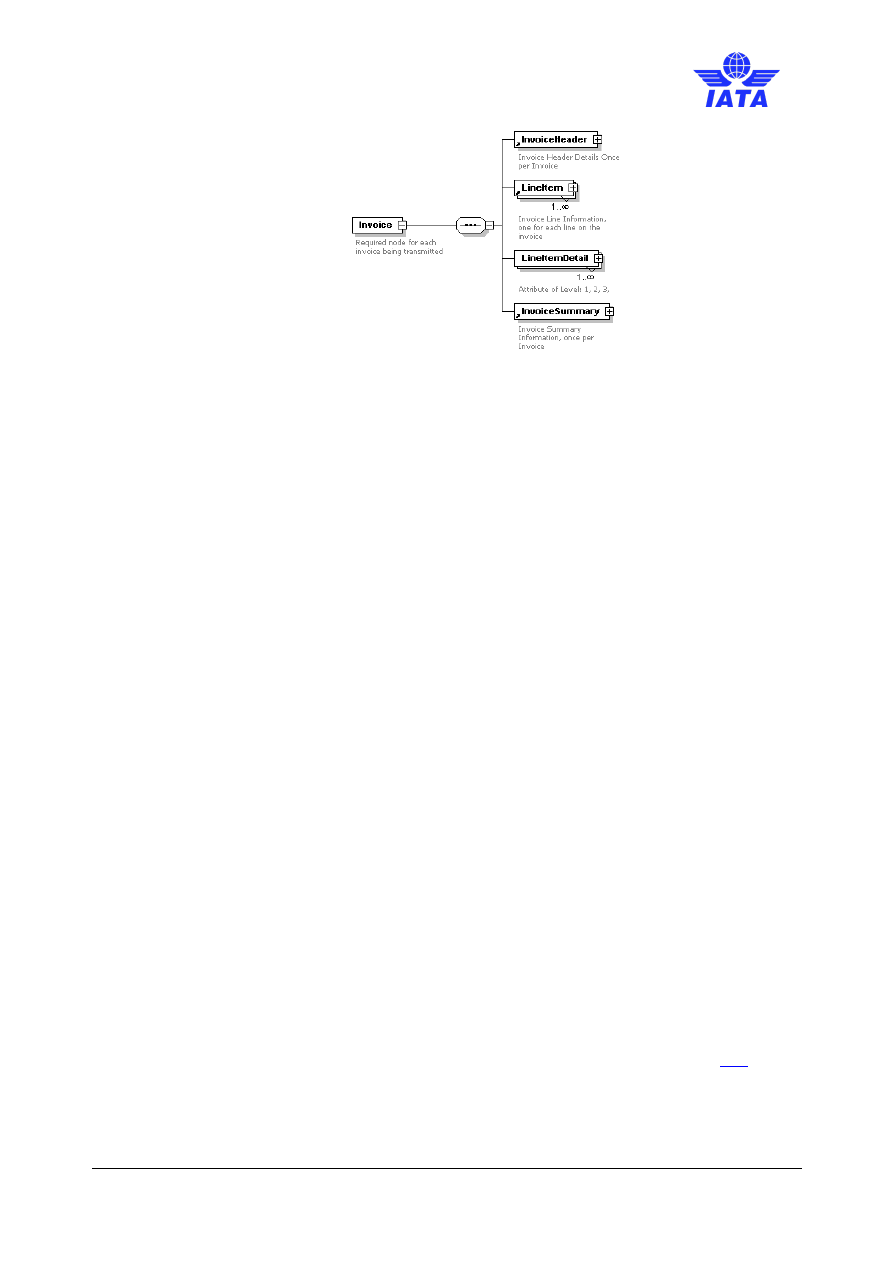 IATA
InvoiceHeader
Invoice Header Details Once
per Invoice
LineItem
1..∞
Invoice Line Information,
one for each line on the
invoice
Invoice
Required node for each
invoice being transmitted
LineItemDetail
1..∞
Attribute of Level: 1, 2, 3,
InvoiceSummary
Invoice Summary
Information, once per
Invoice